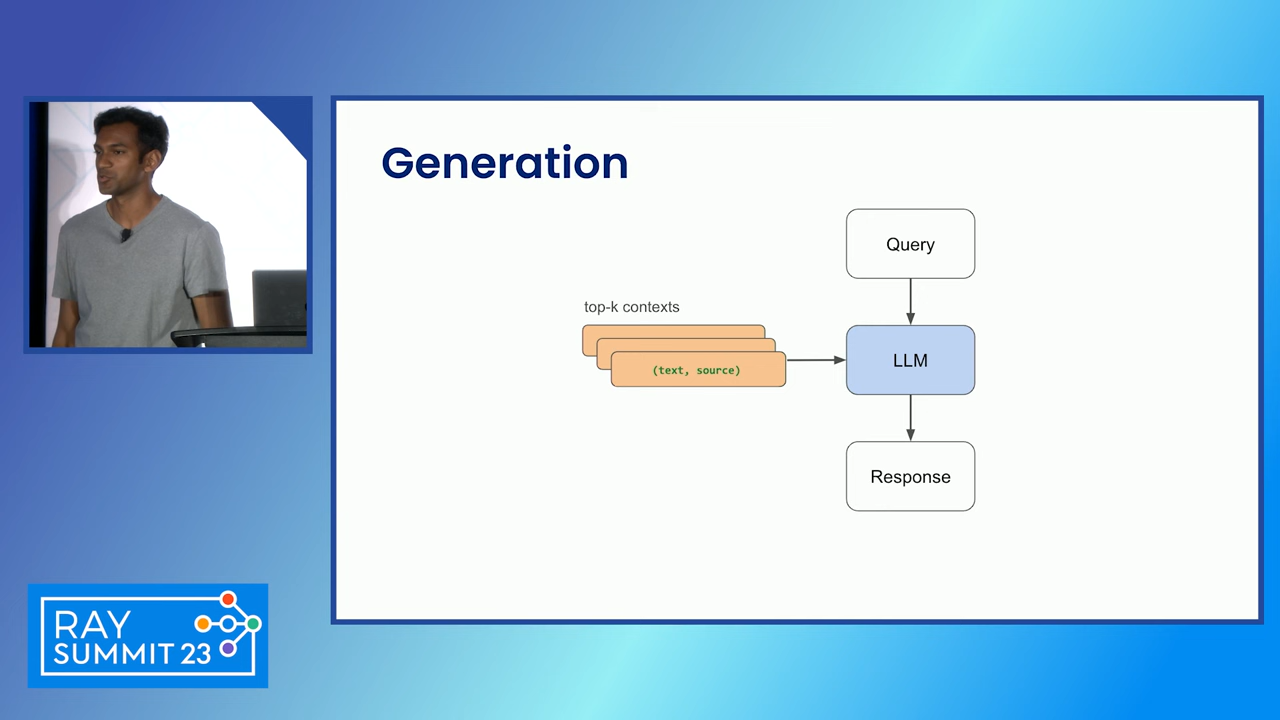 Generation
Query
top-k contexts
LLM
(text, source)
Response
RAY
SUMMIT 23